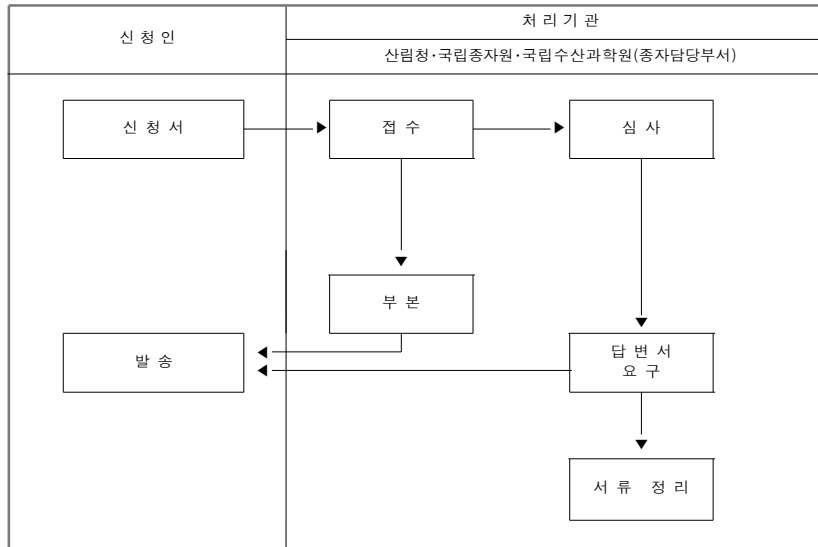 신 청 인
처 리 기 관
산림청·국립종자원·국립수산과학원(종자담당부서)
신 청 서
접 수
심 사
부 본
발 송
답 변 서
요 구
서 류 정 리